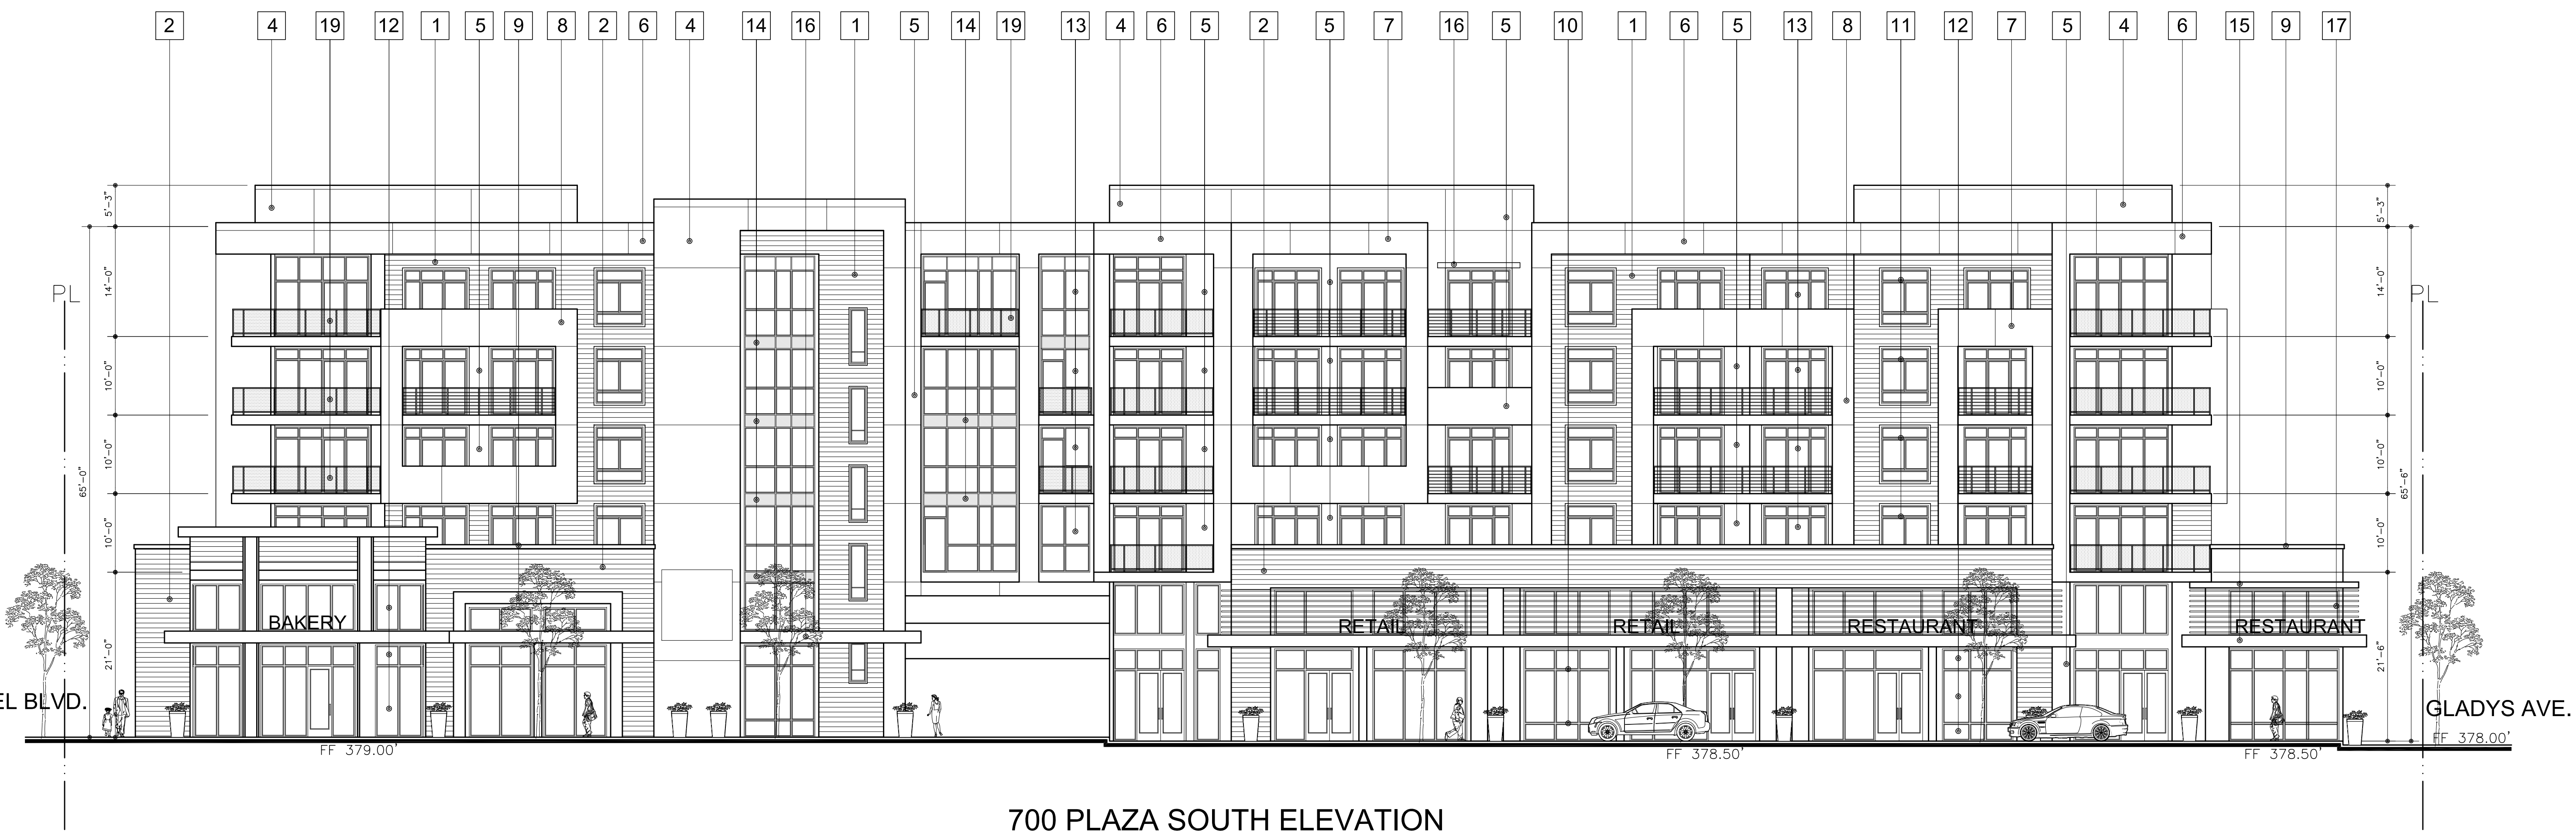 2 4 19 12 1 5 9 8 2 6 4 14 16 1 5 14 19 13 4 6 5 2 5 7 16 5 10 1 6 5 13 8 11 12 7 5 4 6 15 9 17
5'-3" 5'-3"
14'-0" 14'-0"
PL PL
10'-0" 10'-0"
10'-0" 10'-0"
65'-0" 65'-6"
10'-0" 10'-0"
BAKERY RETAIL RETAIL RESTAURANT RESTAURANT
21'-0" 21'-6"
EL BLVD. GLADYS AVE.
FF 378.00'
FF 379.00' FF 378.50' FF 378.50'
700 PLAZA SOUTH ELEVATION